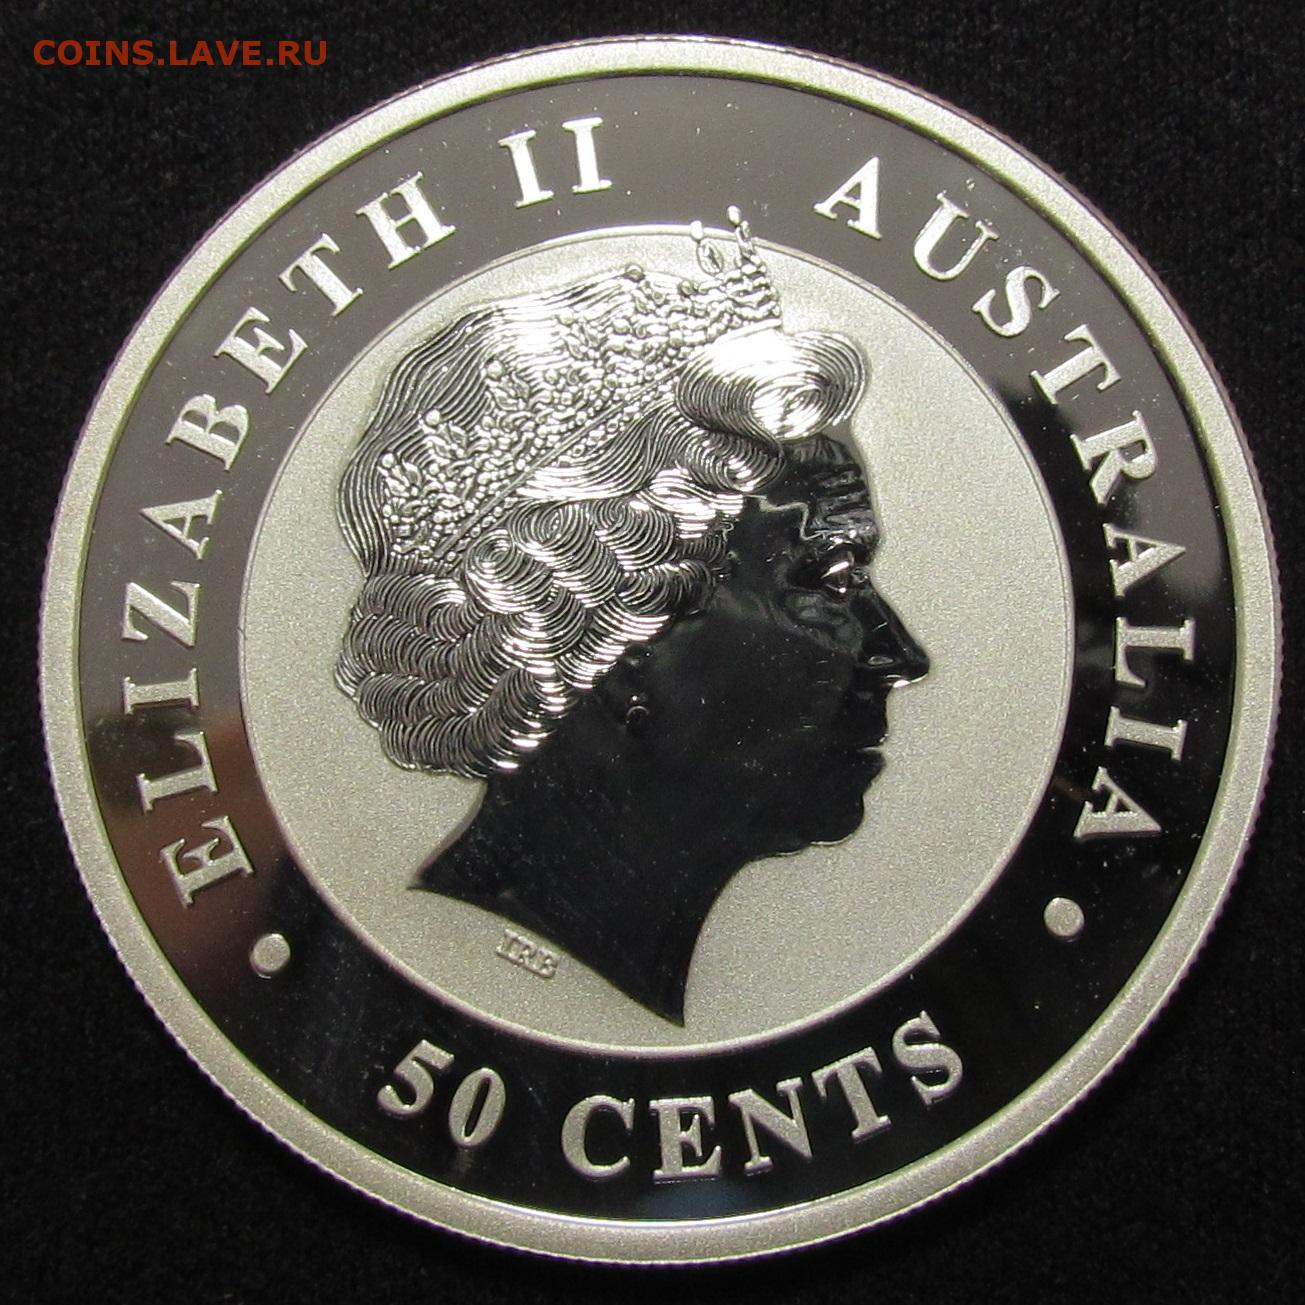 COINS.LAVE.RU
ELIZABETH II AUSTRALIA
IRB
• 50 CENTS •